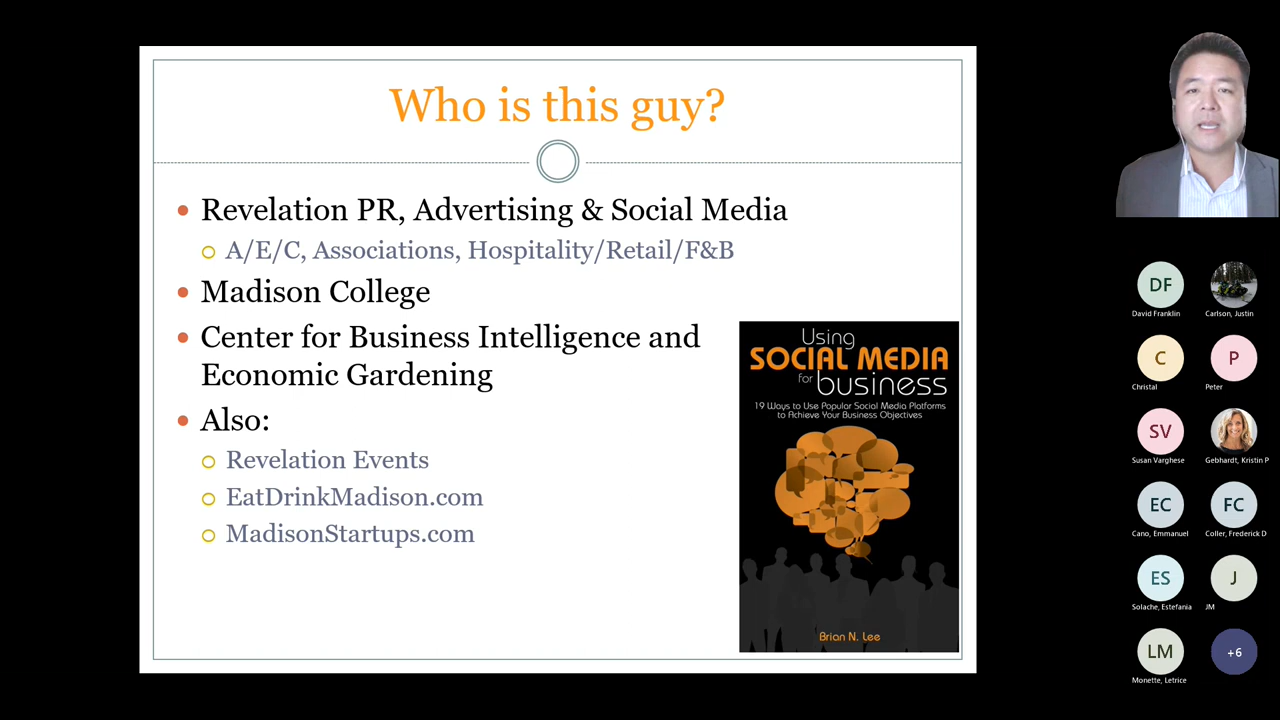 Who is this guy?
Revelation PR, Advertising & Social Media
A/E/C, Associations, Hospitality/Retail/F&B
Madison College
Center for Business Intelligence and
Economic Gardening
Also:
Revelation Events
EatDrinkMadison.com
MadisonStartups.com
Using
SOCIAL MEDIA
for business
19 Ways to Use Popular Social Media Platforms
to Achieve Your Business Objectives
Brian N. Lee
DF
David Franklin
Carlson, Justin
C
Christal
P
Peter
SV
Susan Varghese
Gebhardt, Kristin P
EC
Cano, Emmanuel
FC
Coller, Frederick D
ES
Solache, Estefania
J
JM
LM
Monette, Letrice
+6